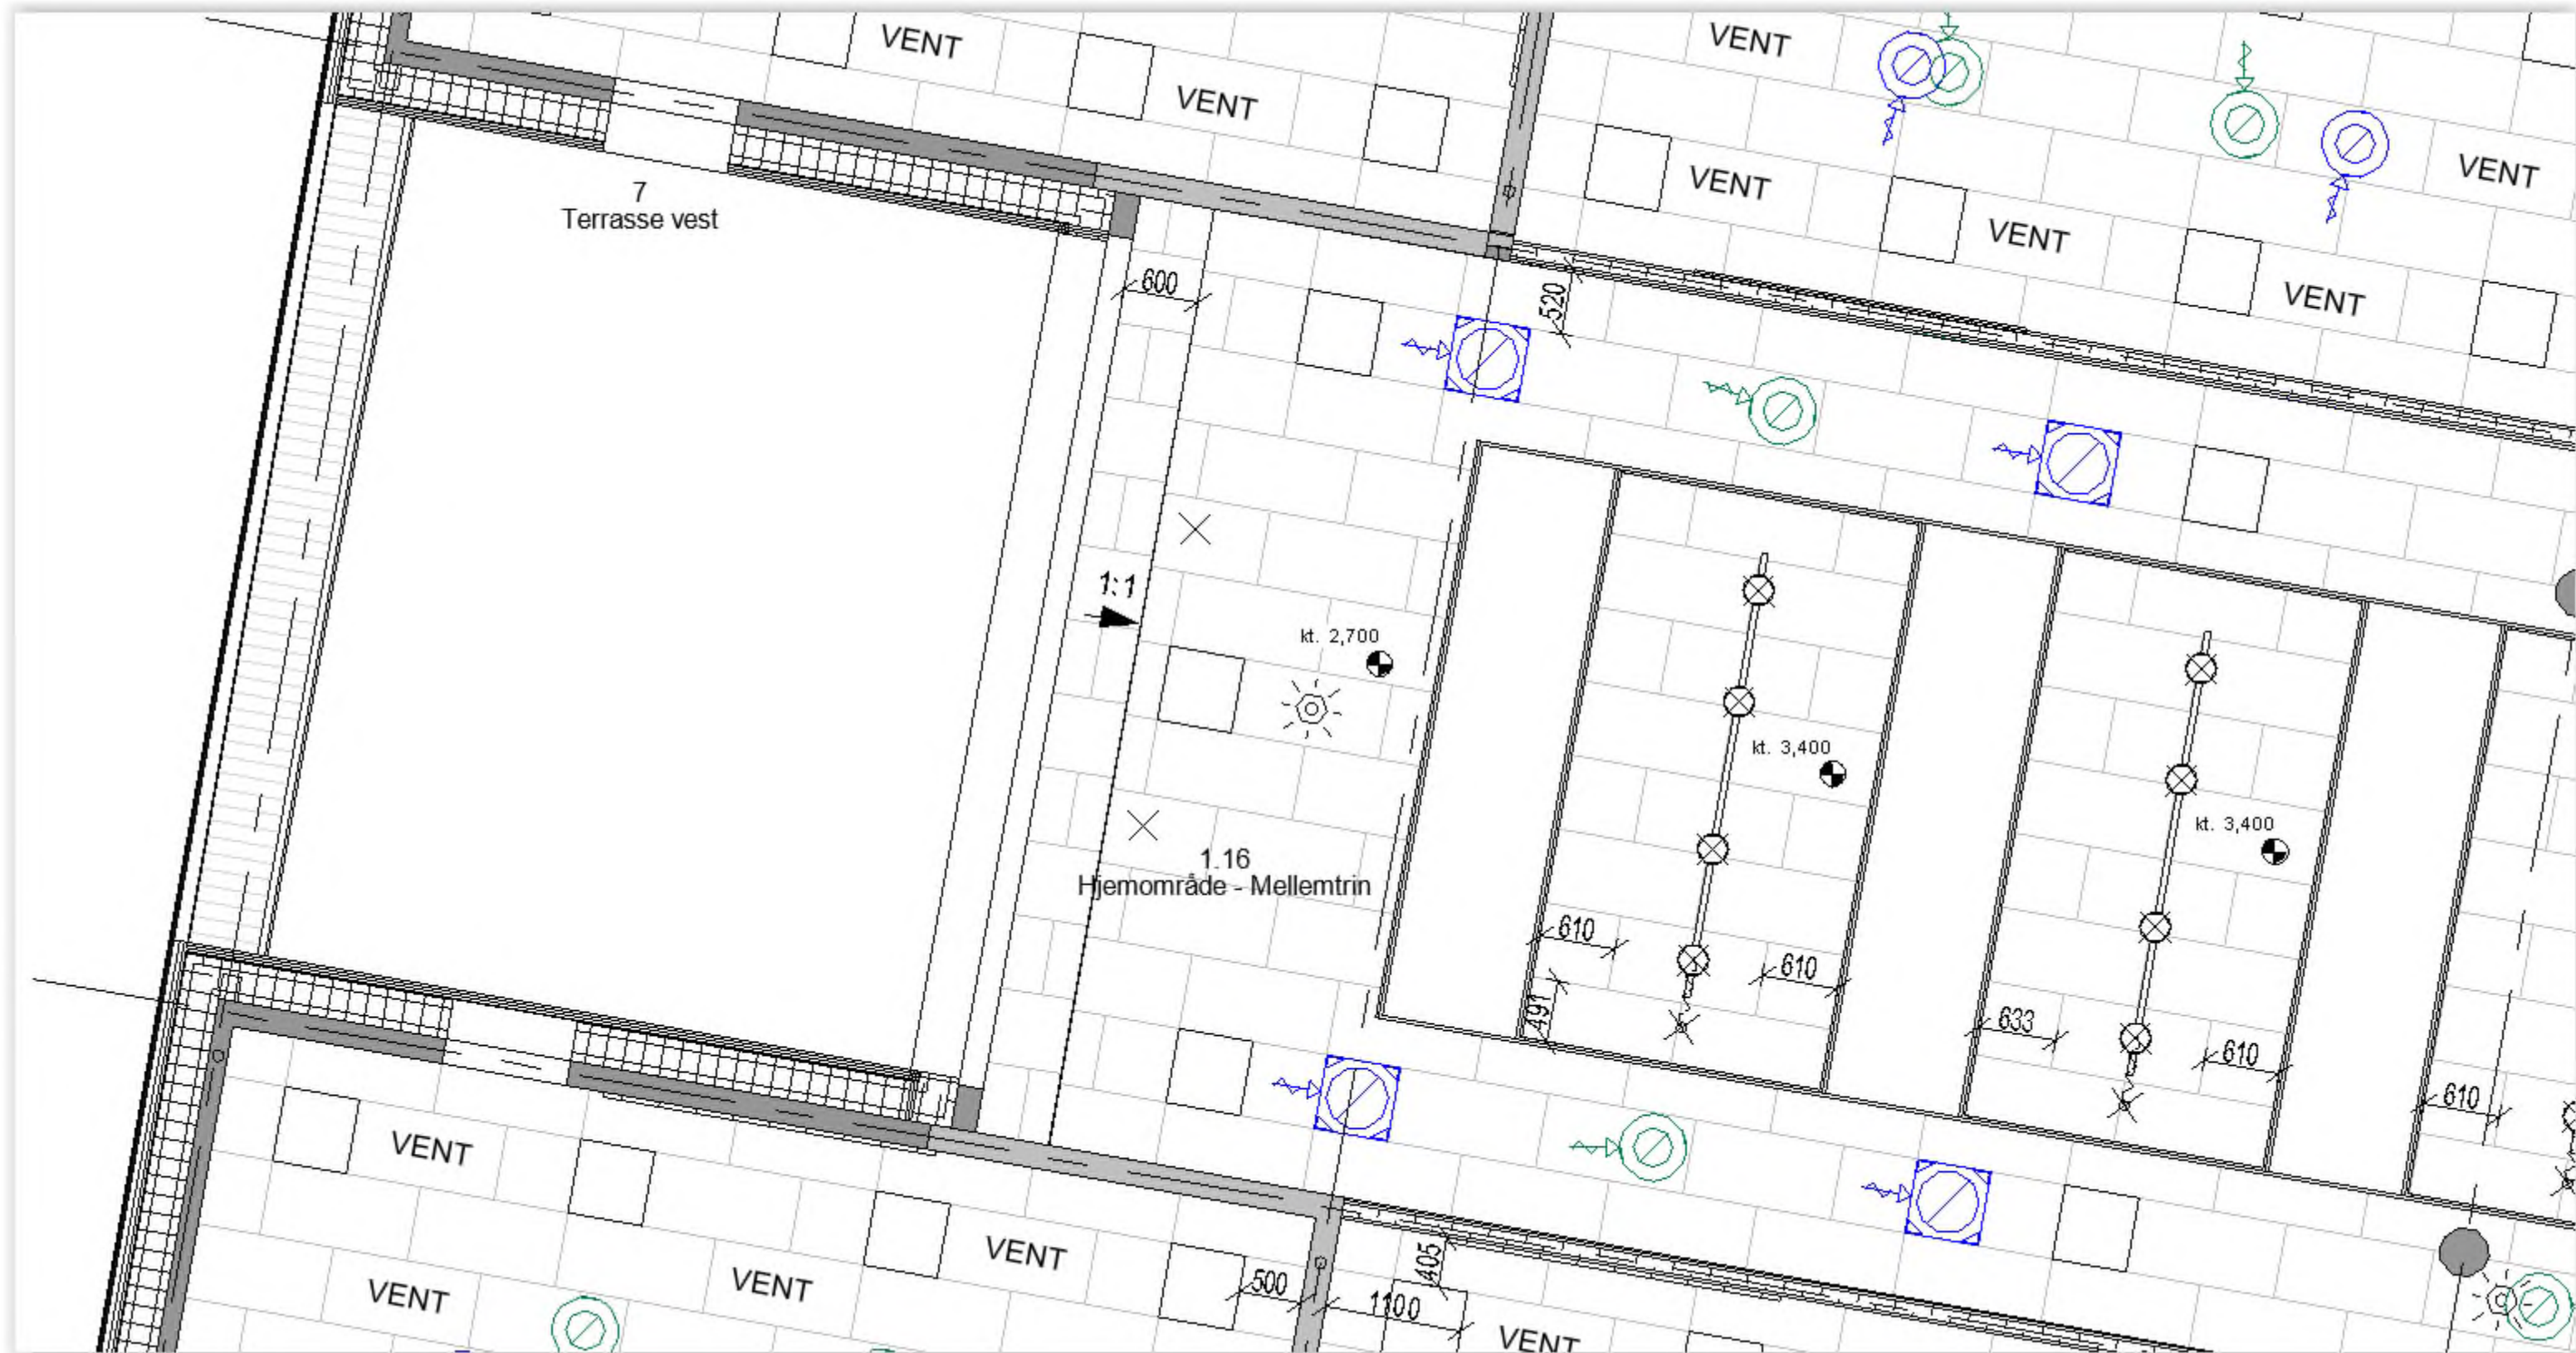 VENT
VENT
VENT
VENT
7
Terrasse vest
VENT
VENT
VENT
600
520
1:1
kt. 2,700
kt. 3,400
kt. 3,400
1.16
Hjemområde - Mellemtrin
610
610
491
633
610
610
VENT
VENT
405
500
1100
VENT
VENT
VENT